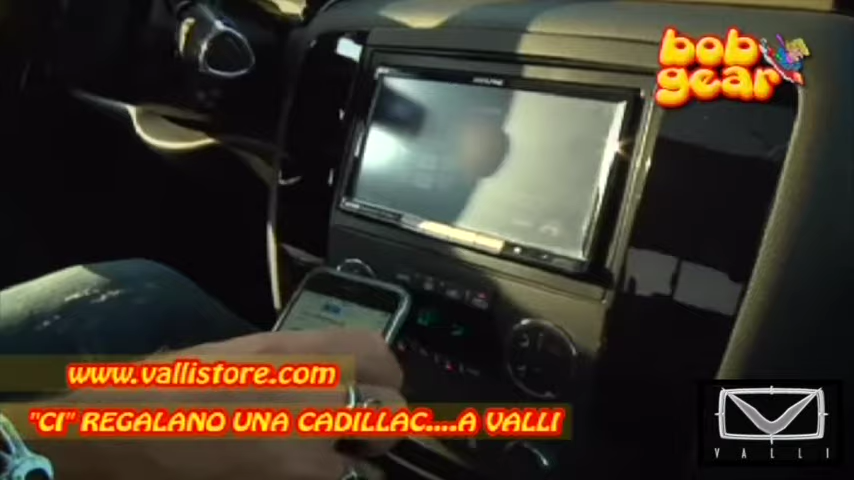 bob
gear
www.vallistore.com
"CI" REGALANO UNA CADILLAC....A VALLI
VALLI